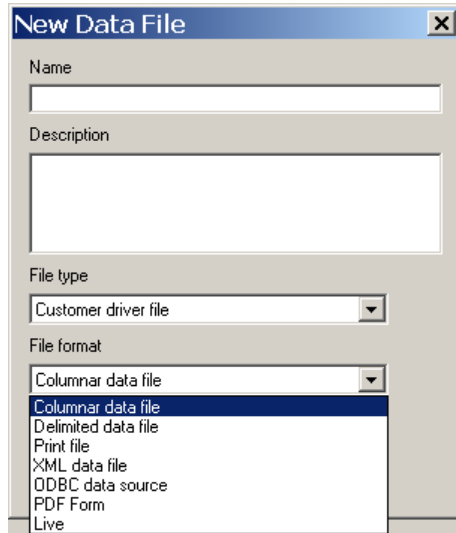 New Data File
Name
Description
File type
Customer driver file
File format
Columnar data file
Columnar data file
Delimited data file
Print file
XML data file
ODBC data source
PDF Form
Live